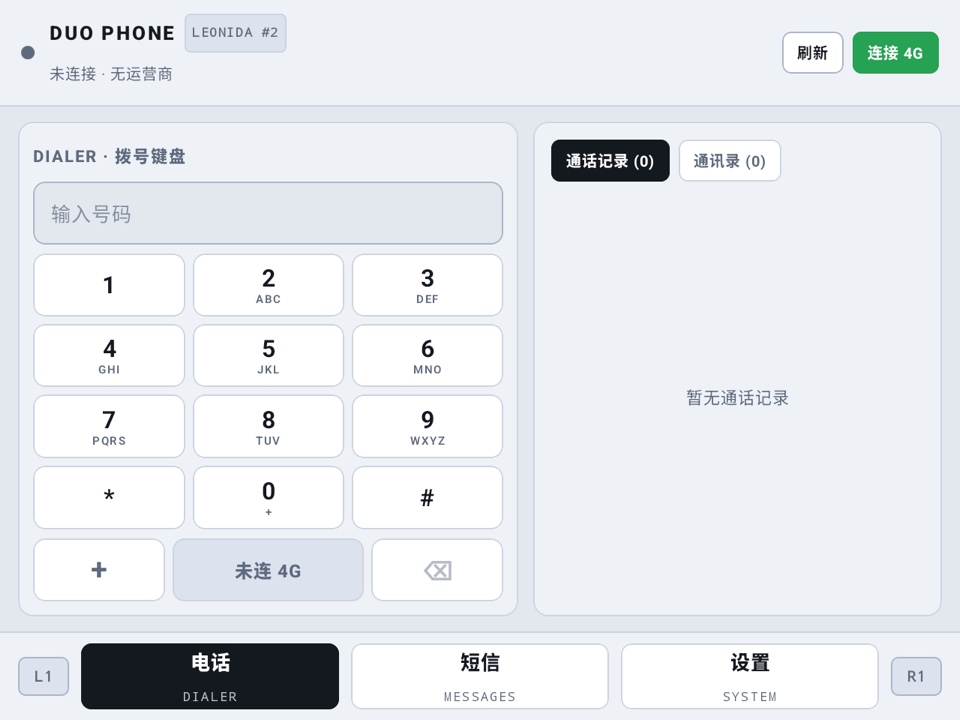 DUO PHONE LEONIDA #2
未连接 · 无运营商
刷新
连接 4G
DIALER · 拨号键盘
输入号码
1
2
ABC
3
DEF
4
GHI
5
JKL
6
MNO
7
PQRS
8
TUV
9
WXYZ
*
0
+
#
+
未连 4G
⌫
通话记录 (0)
通讯录 (0)
暂无通话记录
L1
电话
DIALER
短信
MESSAGES
设置
SYSTEM
R1